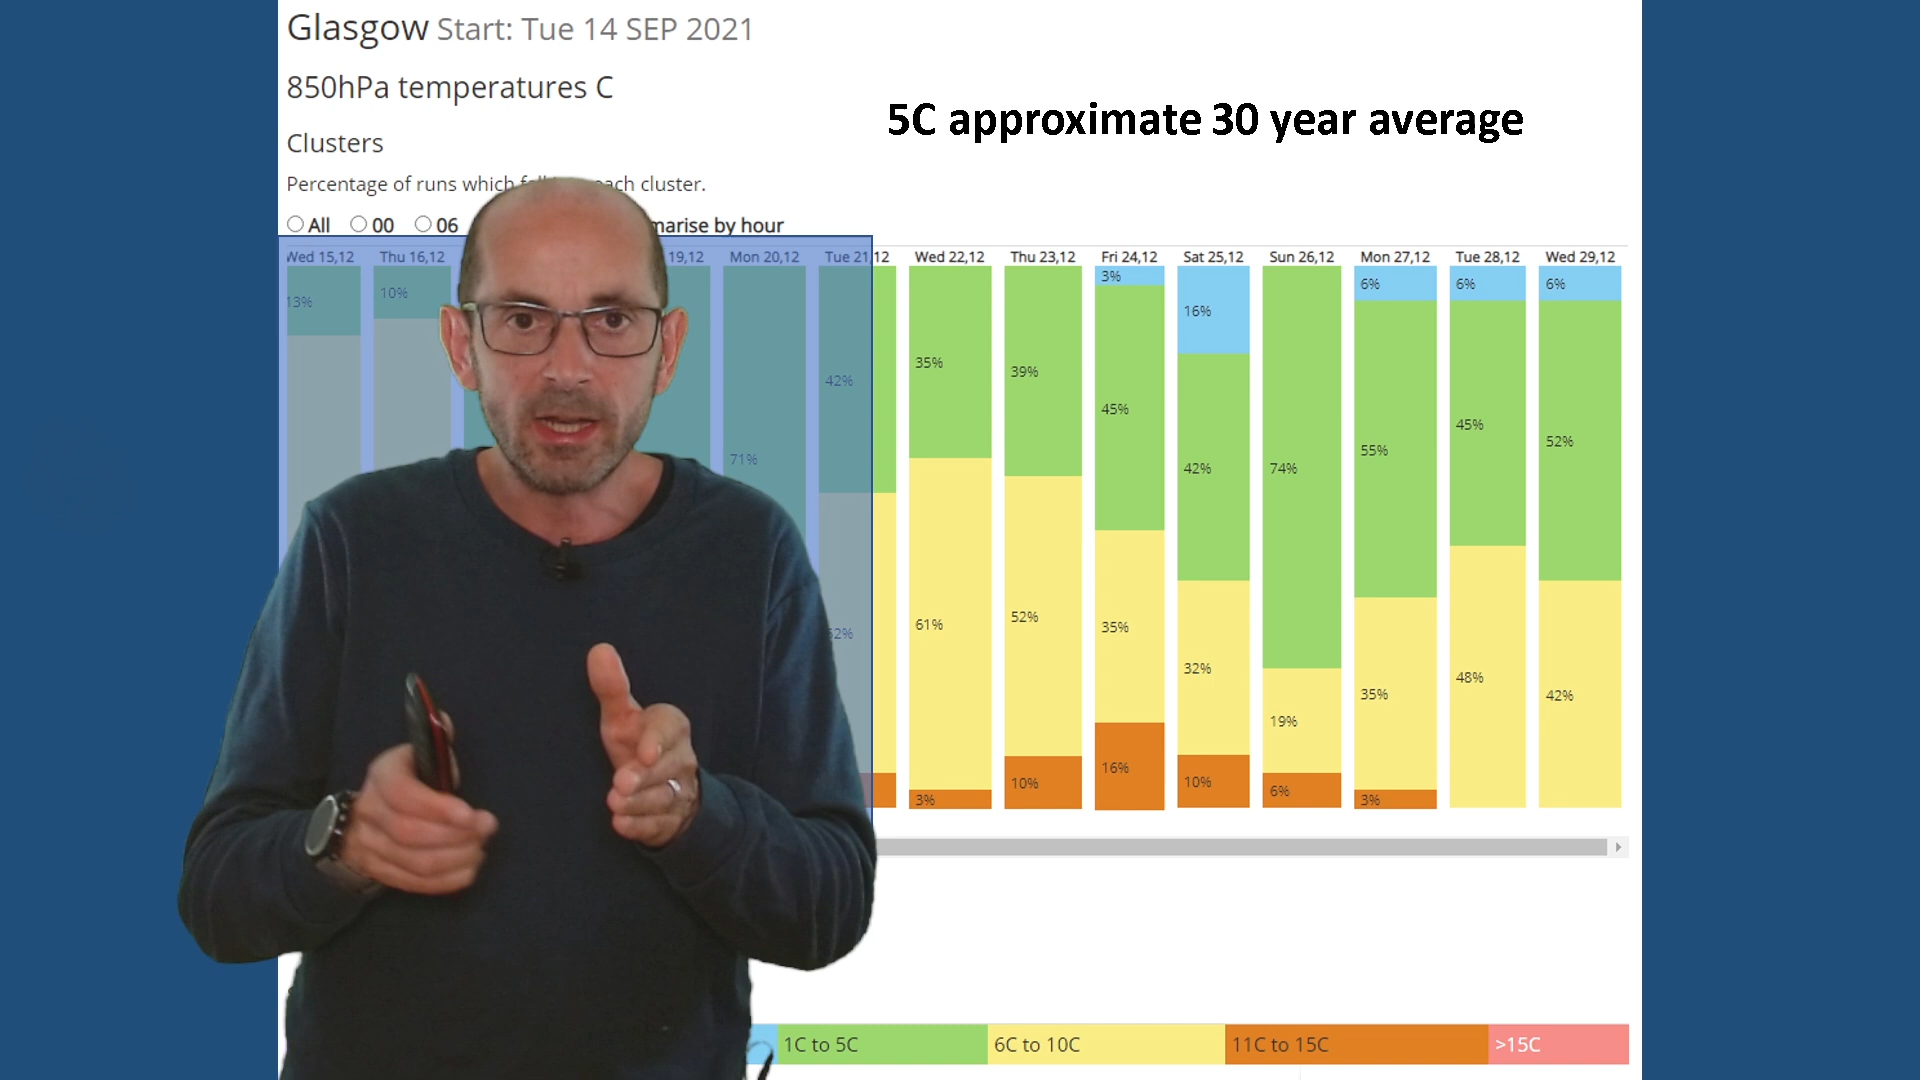 Glasgow Start: Tue 14 SEP 2021
850hPa temperatures C
5C approximate 30 year average
Clusters
Percentage of runs which each cluster.
All 00 06 by hour
Wed 15,12 Thu 16,12 19,12 Mon 20,12 Tue 21,12 Wed 22,12 Thu 23,12 Fri 24,12 Sat 25,12 Sun 26,12 Mon 27,12 Tue 28,12 Wed 29,12
3% 6% 6% 6%
13% 10% 16%
42% 35% 39% 45%
71% 42% 74% 55% 45% 52%
61% 52% 35% 32% 35% 48% 42%
19%
3% 10% 16% 10% 6% 3%
1C to 5C 6C to 10C 11C to 15C >15C